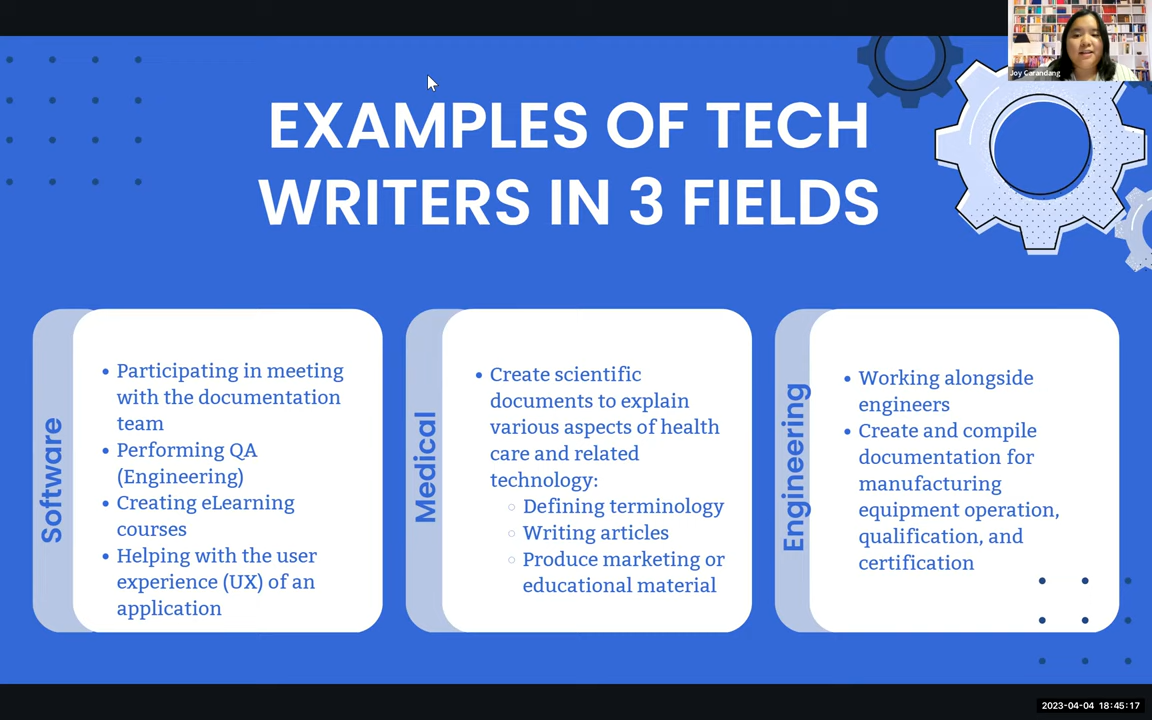 Joy Carandang
EXAMPLES OF TECH
WRITERS IN 3 FIELDS
Software
• Participating in meeting
with the documentation
team
• Performing QA
(Engineering)
• Creating eLearning
courses
• Helping with the user
experience (UX) of an
application
Medical
• Create scientific
documents to explain
various aspects of health
care and related
technology:
○ Defining terminology
○ Writing articles
○ Produce marketing or
educational material
Engineering
• Working alongside
engineers
• Create and compile
documentation for
manufacturing
equipment operation,
qualification, and
certification
2023-04-04 18:45:17